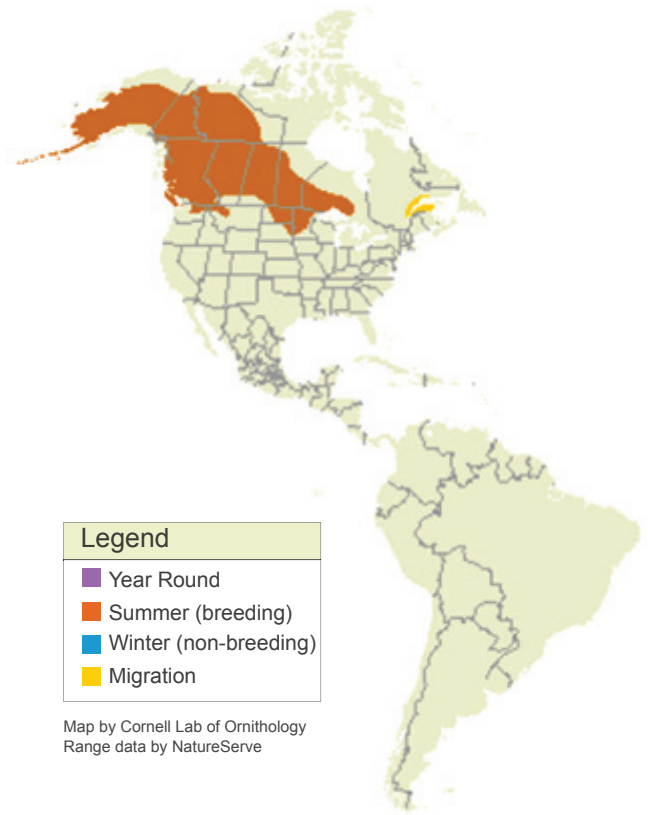 Legend
Year Round
Summer (breeding)
Winter (non-breeding)
Migration
Map by Cornell Lab of Ornithology
Range data by NatureServe